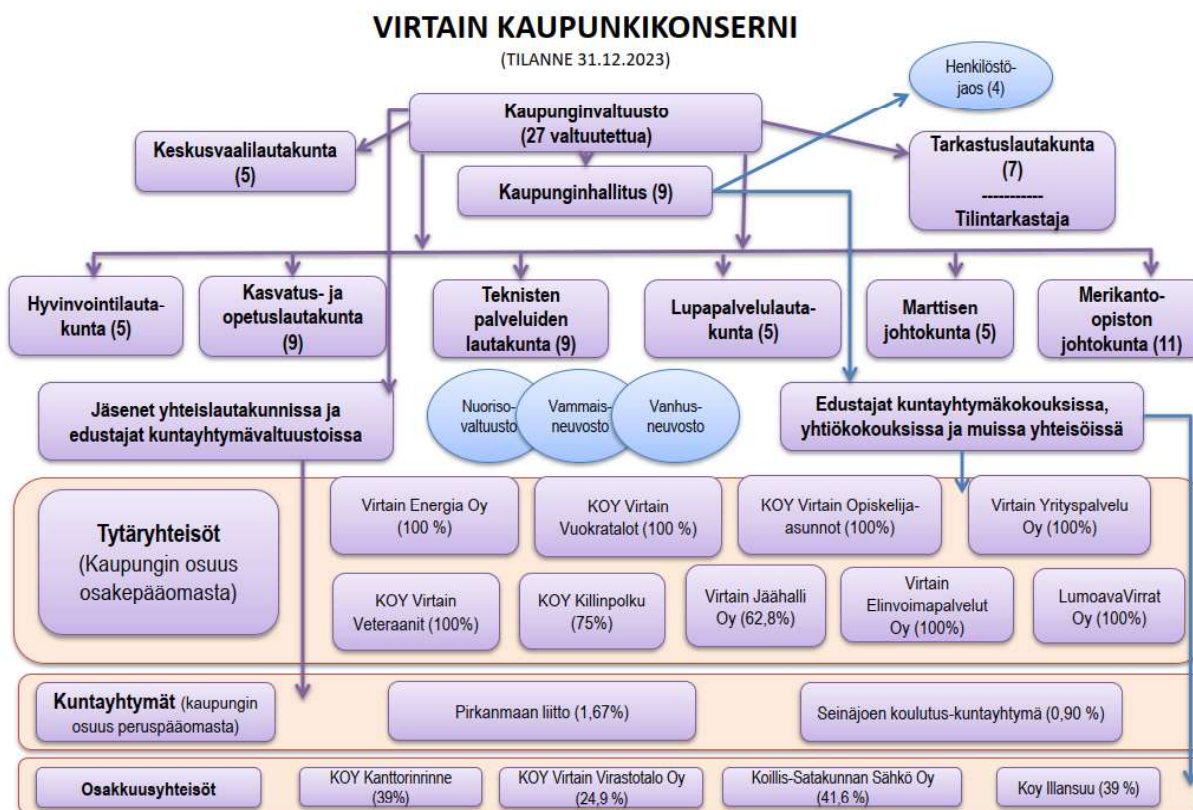 VIRTAIN KAUPUNKIKONSERNI
(TILANNE 31.12.2023)
Henkilöstö-
jaos (4)
Kaupunginvaltuusto
(27 valtuutettua)
Keskusvaalilautakunta
(5)
Tarkastuslautakunta
(7)
-----------
Tilintarkastaja
Kaupunginhallitus (9)
Hyvinvointilauta-
kunta (5)
Kasvatus- ja
opetuslautakunta
(9)
Teknisten
palveluiden
lautakunta (9)
Lupapalvelulauta-
kunta (5)
Marttisen
johtokunta (5)
Merikanto-
opiston
johtokunta (11)
Jäsenet yhteislautakunnissa ja
edustajat kuntayhtymävaltuustoissa
Nuoriso-
valtuusto
Vammais-
neuvosto
Vanhus-
neuvosto
Edustajat kuntayhtymäkokouksissa,
yhtiökokouksissa ja muissa yhteisöissä
Tytäryhteisöt
(Kaupungin osuus
osakepääomasta)
Virtain Energia Oy
(100 %)
KOY Virtain
Vuokratalot (100 %)
KOY Virtain Opiskelija-
asunnot (100%)
Virtain Yrityspalvelu
Oy (100%)
KOY Virtain
Veteraanit (100%)
KOY Killinpolku
(75%)
Virtain Jäähalli
Oy (62,8%)
Virtain
Elinvoimapalvelut
Oy (100%)
LumoavaVirrat
Oy (100%)
Kuntayhtymät (kaupungin
osuus peruspääomasta)
Pirkanmaan liitto (1,67%)
Seinäjoen koulutus-kuntayhtymä (0,90 %)
Osakkuusyhteisöt
KOY Kanttorinrinne
(39%)
KOY Virtain Virastotalo Oy
(24,9 %)
Koillis-Satakunnan Sähkö Oy
(41,6 %)
Koy Illansuu (39 %)